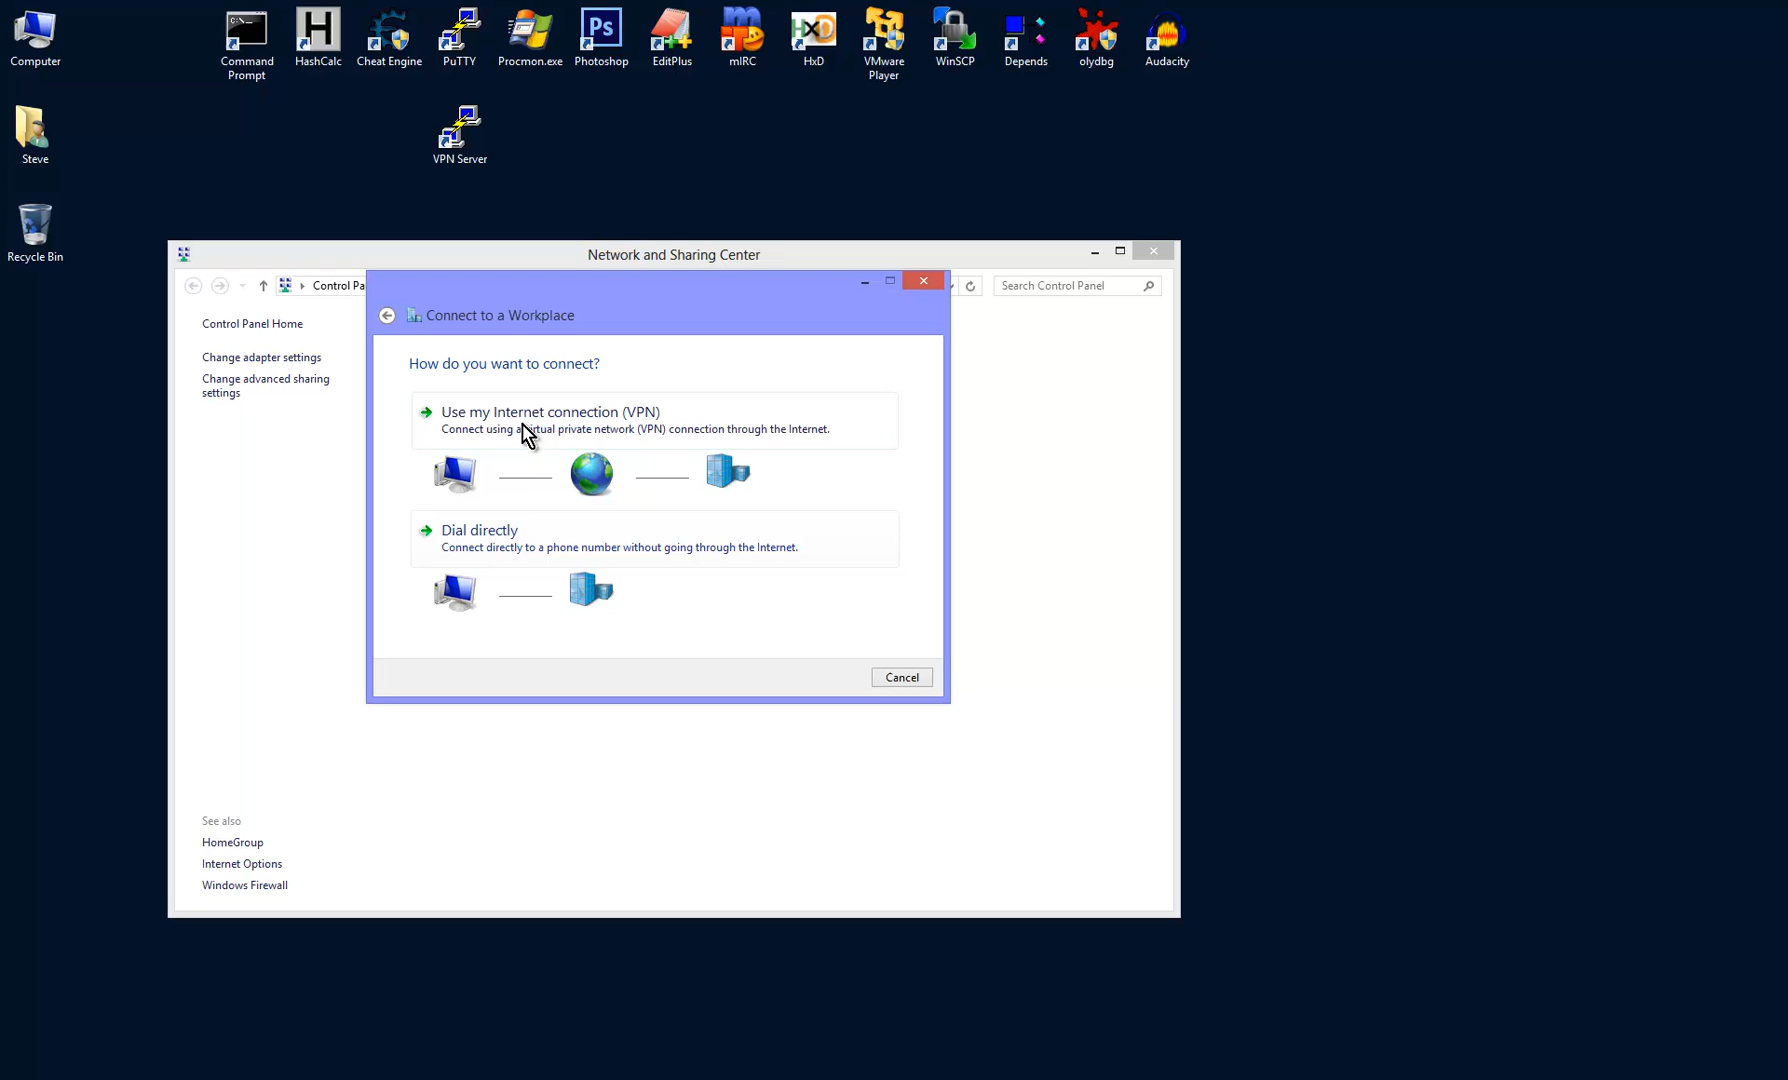 Computer
Command
Prompt
HashCalc
Cheat Engine
PuTTY
Procmon.exe
Photoshop
EditPlus
mIRC
HxD
VMware
Player
WinSCP
Depends
olydbg
Audacity
C:\_
H
Ps
HxD
Steve
VPN Server
Recycle Bin
Network and Sharing Center
Control Pa
Search Control Panel
Connect to a Workplace
Control Panel Home
Change adapter settings
Change advanced sharing
settings
How do you want to connect?
Use my Internet connection (VPN)
Connect using a virtual private network (VPN) connection through the Internet.
Dial directly
Connect directly to a phone number without going through the Internet.
Cancel
See also
HomeGroup
Internet Options
Windows Firewall